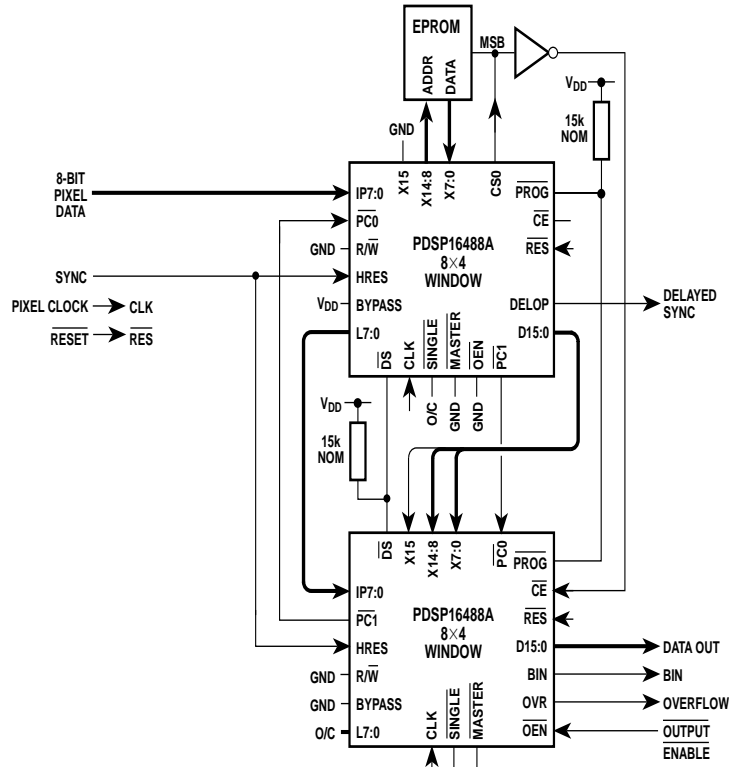 EPROM
ADDR
DATA
MSB
VDD
15k
NOM
GND
X15
X14:8
X7:0
CS0
8-BIT
PIXEL
DATA
IP7:0
PROG
PC0
CE
GND
R/W
PDSP16488A
8×4
WINDOW
RES
SYNC
HRES
PIXEL CLOCK
CLK
VDD
BYPASS
DELOP
DELAYED
SYNC
RESET
RES
L7:0
D15:0
DS
CLK
SINGLE
MASTER
OEN
PC1
O/C
GND
GND
VDD
15k
NOM
DS
X15
X14:8
X7:0
PC0
PROG
IP7:0
CE
PC1
PDSP16488A
8×4
WINDOW
RES
HRES
D15:0
DATA OUT
GND
R/W
BIN
BIN
GND
BYPASS
OVR
OVERFLOW
O/C
L7:0
CLK
SINGLE
MASTER
OEN
OUTPUT
ENABLE